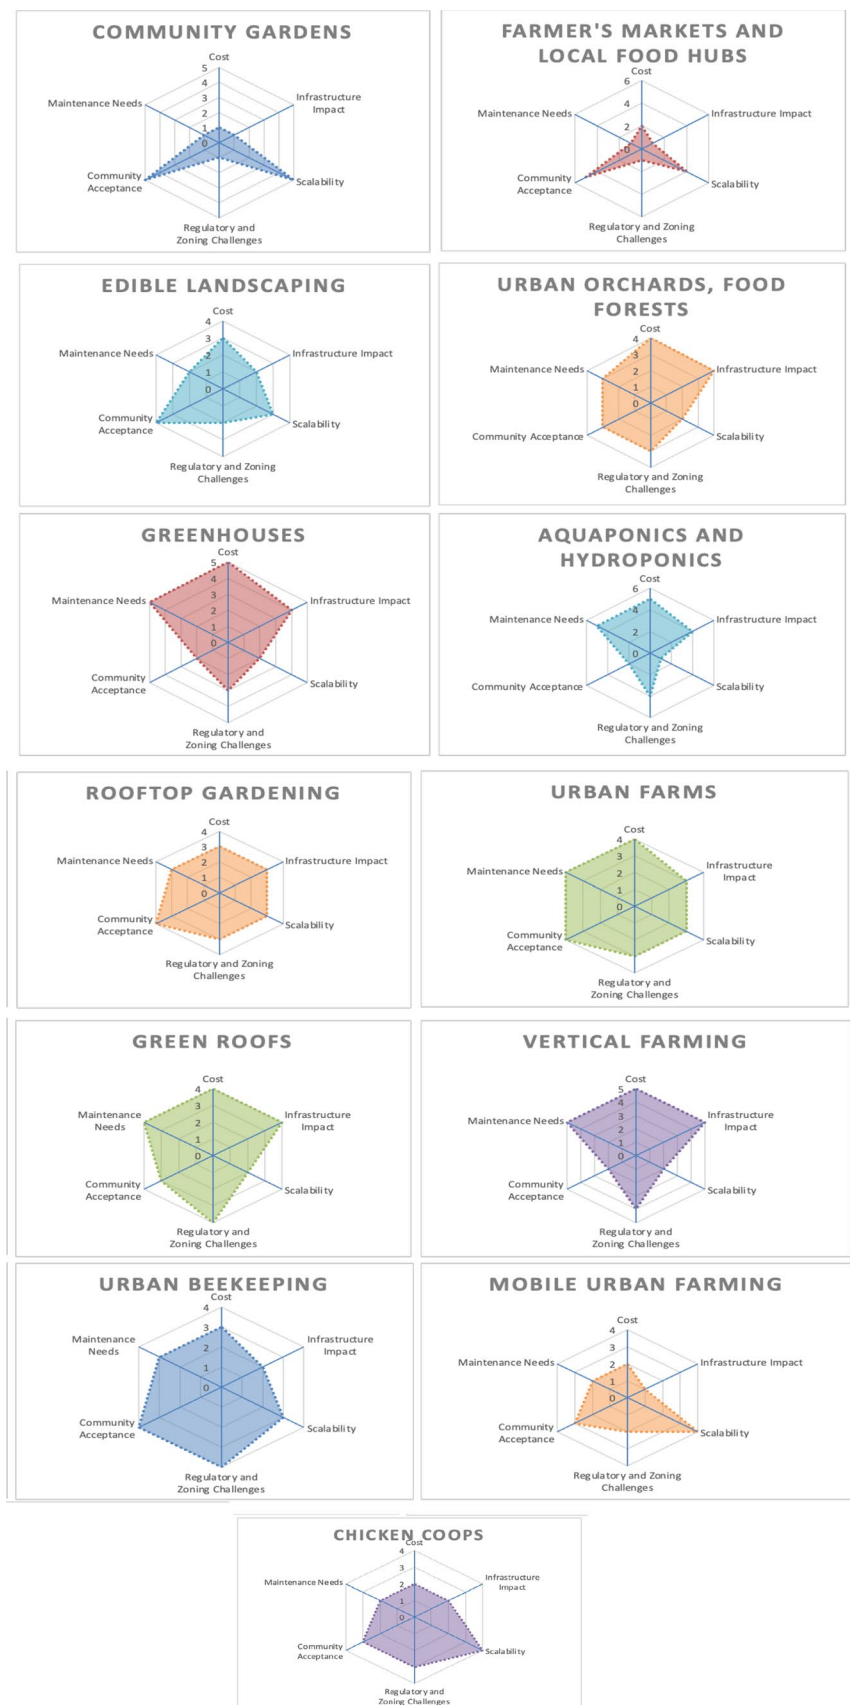 COMMUNITY GARDENS
Cost
5
4
3
2
1
0
Infrastructure
Impact
Scalability
Regulatory and
Zoning Challenges
Community
Acceptance
Maintenance Needs
FARMER'S MARKETS AND
LOCAL FOOD HUBS
Cost
6
4
2
0
Infrastructure Impact
Scalability
Regulatory and Zoning
Challenges
Community
Acceptance
Maintenance Needs
EDIBLE LANDSCAPING
Cost
4
3
2
1
0
Infrastructure Impact
Scalability
Regulatory and Zoning
Challenges
Community
Acceptance
Maintenance Needs
URBAN ORCHARDS, FOOD
FORESTS
Cost
4
3
2
1
0
Infrastructure Impact
Scalability
Regulatory and Zoning
Challenges
Community Acceptance
Maintenance Needs
GREENHOUSES
Cost
5
4
3
2
1
0
Infrastructure Impact
Scalability
Regulatory and
Zoning Challenges
Community
Acceptance
Maintenance Needs
AQUAPONICS AND
HYDROPONICS
Cost
6
4
2
0
Infrastructure Impact
Scalability
Regulatory and Zoning
Challenges
Community Acceptance
Maintenance Needs
ROOFTOP GARDENING
Cost
4
3
2
1
0
Infrastructure Impact
Scalability
Regulatory and Zoning
Challenges
Community
Acceptance
Maintenance Needs
URBAN FARMS
Cost
4
3
2
1
0
Infrastructure
Impact
Scalability
Regulatory and
Zoning Challenges
Community
Acceptance
Maintenance Needs
GREEN ROOFS
Cost
4
3
2
1
0
Infrastructure
Impact
Scalability
Regulatory and
Zoning Challenges
Community
Acceptance
Maintenance
Needs
VERTICAL FARMING
Cost
5
4
3
2
1
0
Infrastructure
Impact
Scalability
Regulatory and
Zoning Challenges
Community
Acceptance
Maintenance Needs
URBAN BEEKEEPING
Cost
4
3
2
1
0
Infrastructure
Impact
Scalability
Regulatory and
Zoning Challenges
Community
Acceptance
Maintenance
Needs
MOBILE URBAN FARMING
Cost
4
3
2
1
0
Infrastructure Impact
Scalability
Regulatory and Zoning
Challenges
Community
Acceptance
Maintenance Needs
CHICKEN COOPS
Cost
4
3
2
1
0
Infrastructure
Impact
Scalability
Regulatory and
Zoning Challenges
Community
Acceptance
Maintenance Needs